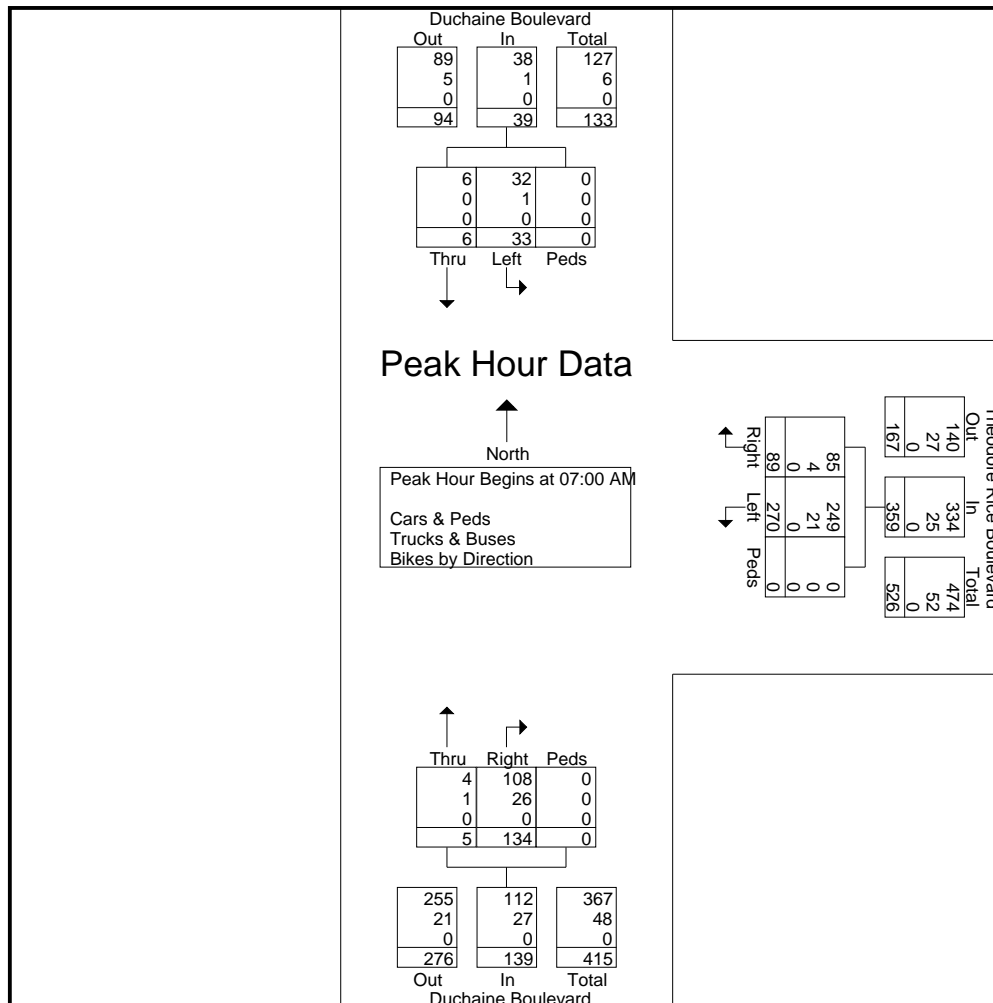 Duchaine Boulevard
Out In Total
89 38 127
5 1 6
0 0 0
94 39 133
6 32 0
0 1 0
0 0 0
6 33 0
Thru Left Peds
Peak Hour Data
North
Peak Hour Begins at 07:00 AM
Cars & Peds
Trucks & Buses
Bikes by Direction
Theodore Rice Boulevard
Out In Total
140 334 474
27 25 52
0 0 0
167 359 526
85 249 0
4 21 0
0 0 0
89 270 0
Right Left Peds
Thru Right Peds
4 108 0
1 26 0
0 0 0
5 134 0
255 112 367
21 27 48
0 0 0
276 139 415
Out In Total
Duchaine Boulevard